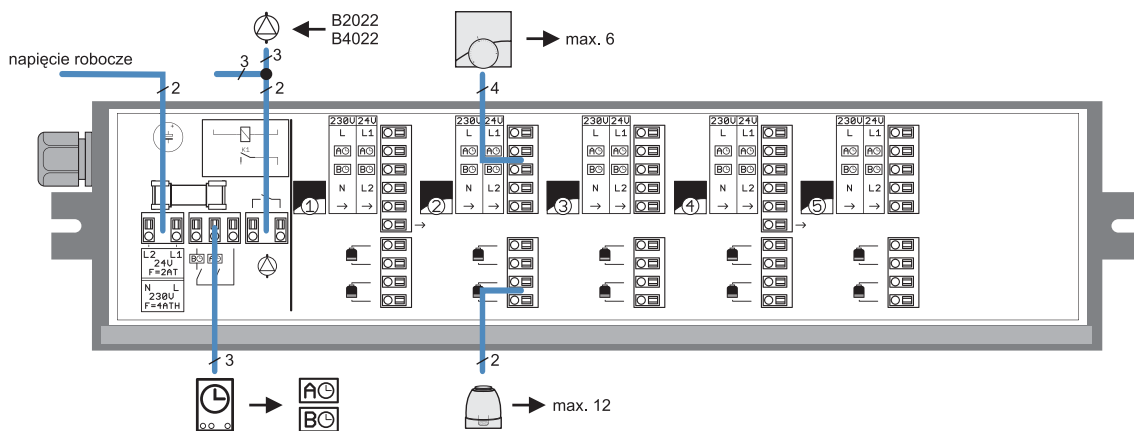 B2022
B4022
max. 6
napięcie robocze
3
3
2
2
4
K1
230V 24V
L L1
A A
B B
N L2
→ →
230V 24V
L L1
A A
B B
N L2
→ →
230V 24V
L L1
A A
B B
N L2
→ →
230V 24V
L L1
A A
B B
N L2
→ →
230V 24V
L L1
A A
B B
N L2
→ →
1
2
3
4
5
L2 L1
24V
F=2AT
N L
230V
F=4ATH
B A
3
2
A
B
max. 12